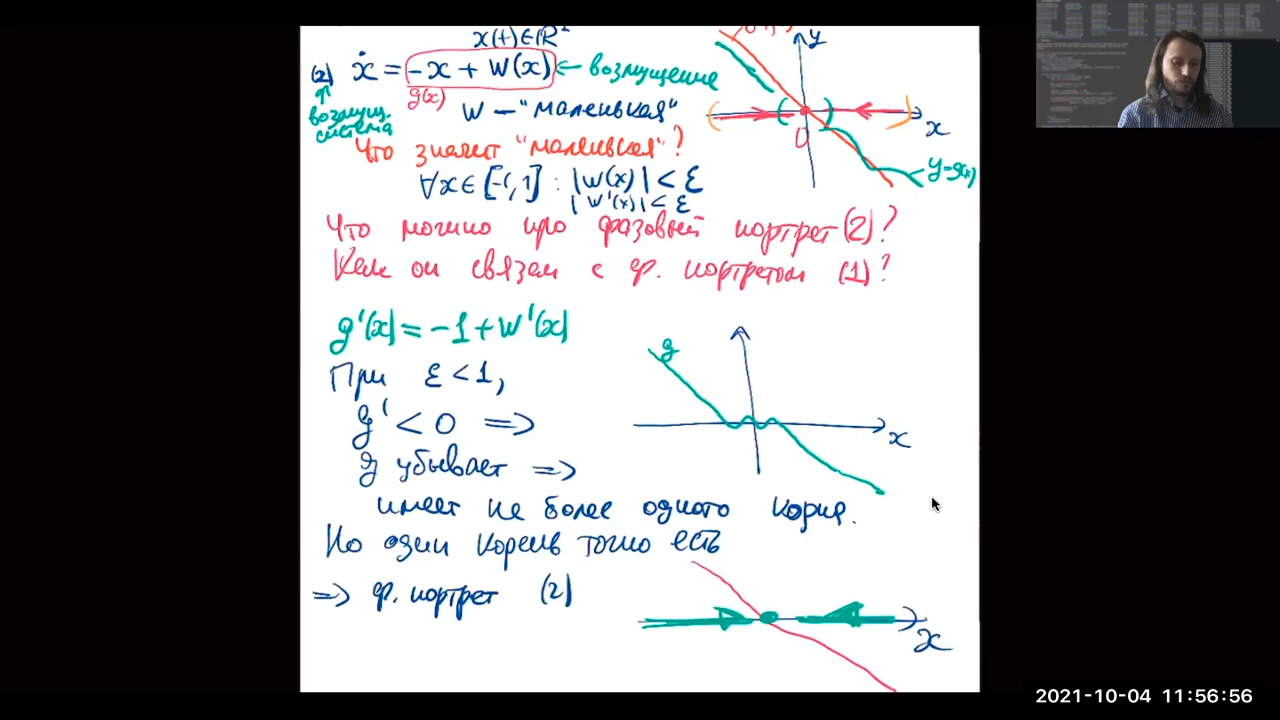 x(t)∈ℝ¹
(2) ẋ = -x + w(x) ← возмущение
g(x)
возмущ. система
w – "маленькая"
Что значит "маленькая"?
∀x∈[-1,1] : |w(x)| < ε
|w'(x)| < ε
y
x
0
y=g(x)
Что можно про фазовый портрет (2)?
Как он связан с ф. портретом (1)?
g'(x) = -1 + w'(x)
При ε < 1,
g' < 0 ⇒
g убывает ⇒
имеет не более одного корня.
g
x
Но один корень точно есть
⇒ ф. портрет (2)
x
2021-10-04 11:56:56